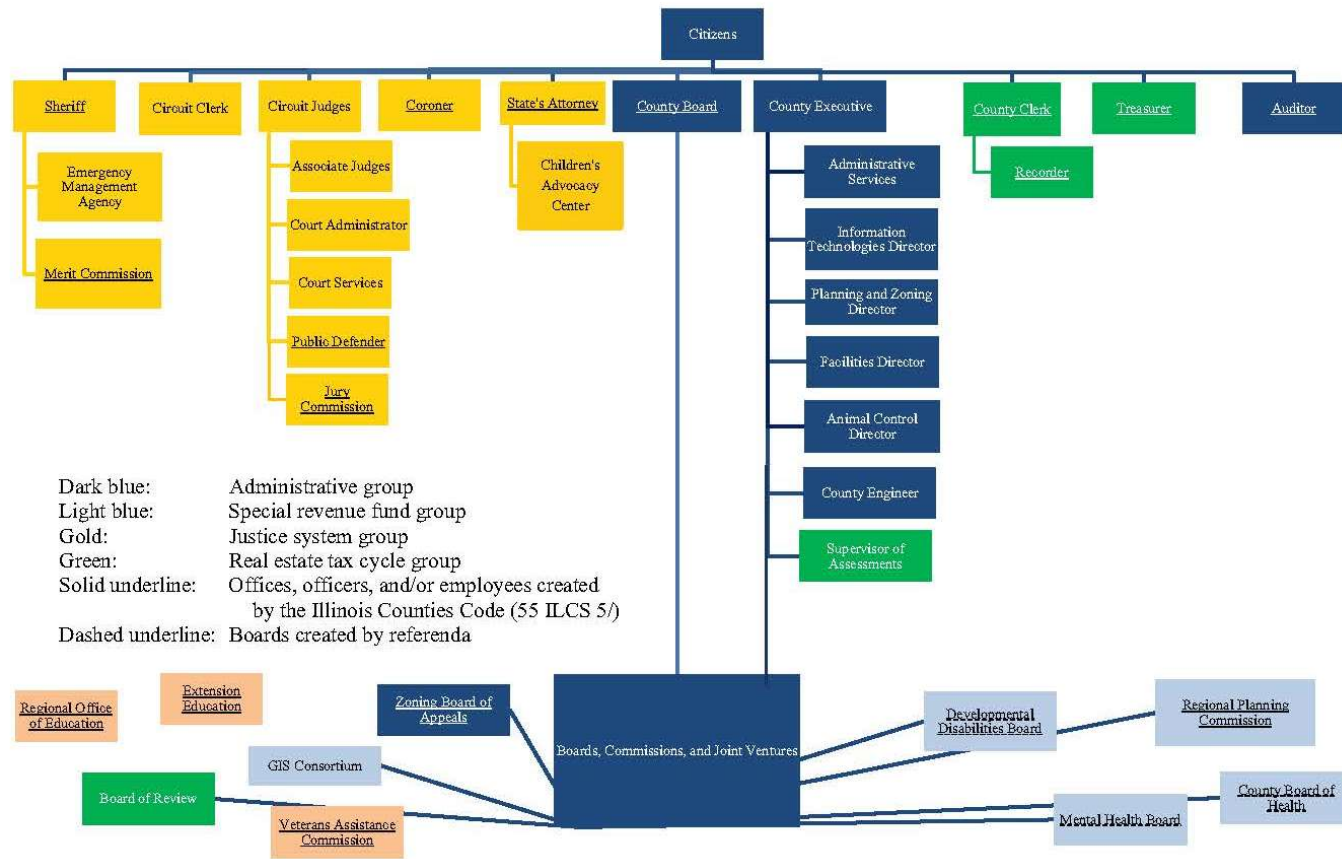 Citizens
Sheriff
Circuit Clerk
Circuit Judges
Coroner
State's Attorney
County Board
County Executive
County Clerk
Treasurer
Auditor
Emergency
Management
Agency
Merit Commission
Associate Judges
Court Administrator
Court Services
Public Defender
Jury
Commission
Children's
Advocacy
Center
Administrative
Services
Information
Technologies Director
Planning and Zoning
Director
Facilities Director
Animal Control
Director
County Engineer
Supervisor of
Assessments
Recorder
Dark blue: Administrative group
Light blue: Special revenue fund group
Gold: Justice system group
Green: Real estate tax cycle group
Solid underline: Offices, officers, and/or employees created
by the Illinois Counties Code (55 ILCS 5/)
Dashed underline: Boards created by referenda
Regional Office
of Education
Extension
Education
Zoning Board of
Appeals
GIS Consortium
Board of Review
Veterans Assistance
Commission
Boards, Commissions, and Joint Ventures
Developmental
Disabilities Board
Regional Planning
Commission
Mental Health Board
County Board of
Health